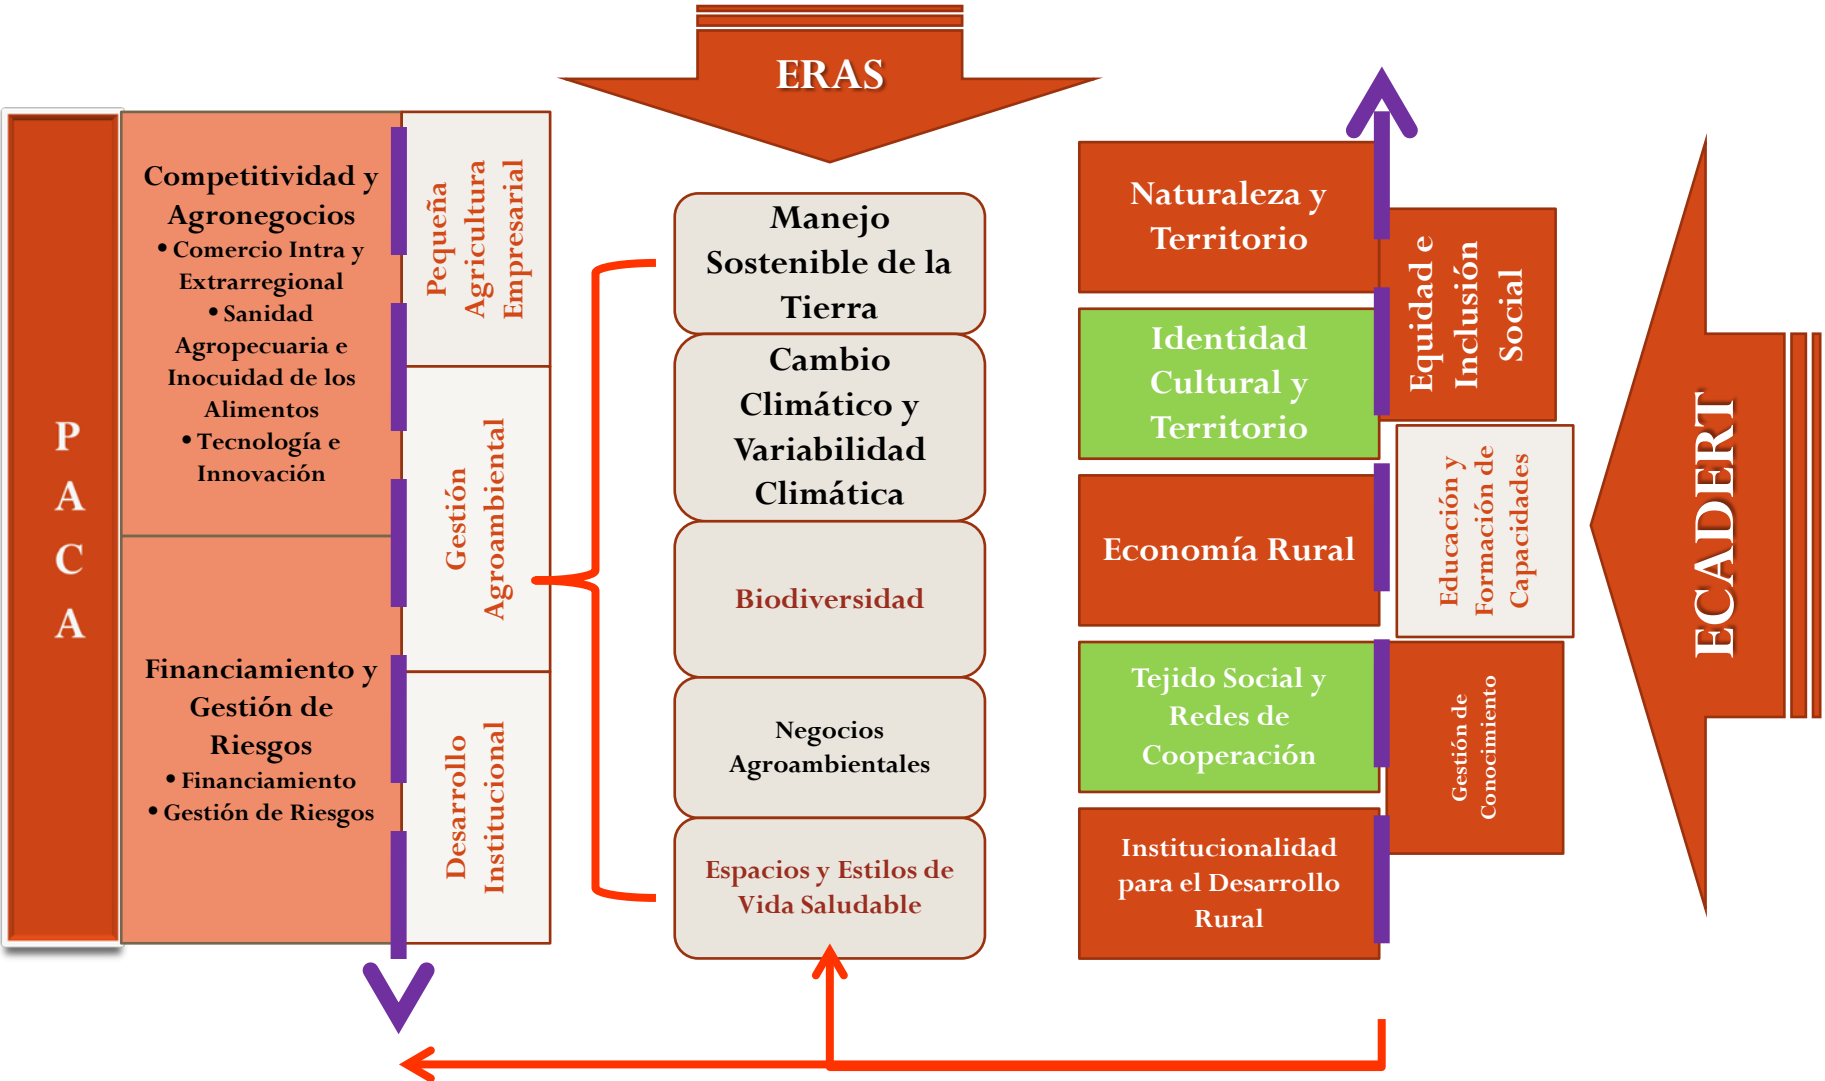 ERAS
P
A
C
A
Competitividad y
Agronegocios
• Comercio Intra y
Extrarregional
• Sanidad
Agropecuaria e
Inocuidad de los
Alimentos
• Tecnología e
Innovación
Financiamiento y
Gestión de
Riesgos
• Financiamiento
• Gestión de Riesgos
Pequeña
Agricultura
Empresarial
Gestión
Agroambiental
Desarrollo
Institucional
Manejo
Sostenible de la
Tierra
Cambio
Climático y
Variabilidad
Climática
Biodiversidad
Negocios
Agroambientales
Espacios y Estilos de
Vida Saludable
Naturaleza y
Territorio
Identidad
Cultural y
Territorio
Economía Rural
Tejido Social y
Redes de
Cooperación
Institucionalidad
para el Desarrollo
Rural
Equidad e
Inclusión
Social
Educación y
Formación de
Capacidades
Gestión de
Conocimiento
ECADERT